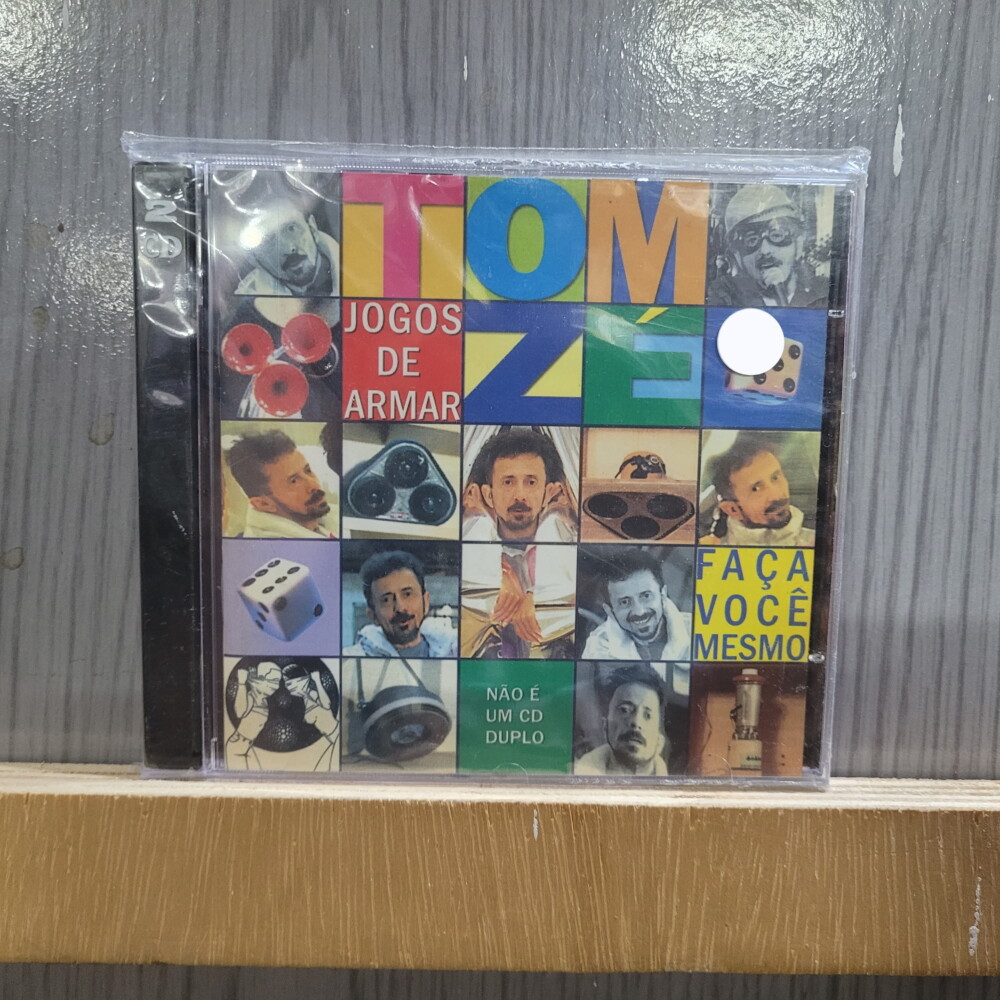 2
CD
TOM
ZÉ
JOGOS
DE
ARMAR
FAÇA
VOCÊ
MESMO
NÃO É
UM CD
DUPLO